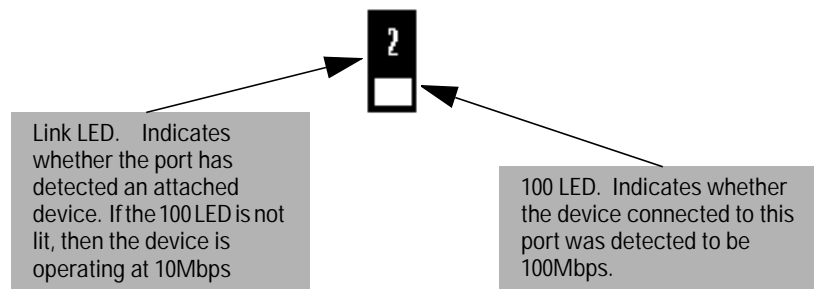 2
Link LED. Indicates
whether the port has
detected an attached
device. If the 100 LED is not
lit, then the device is
operating at 10Mbps
100 LED. Indicates whether
the device connected to this
port was detected to be
100Mbps.